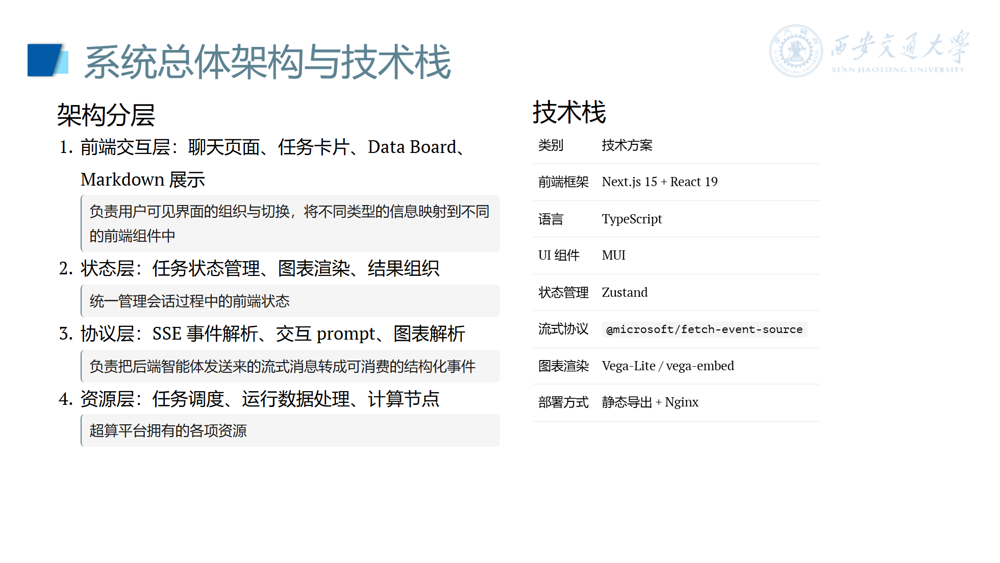 系统总体架构与技术栈
西安交通大学
XI'AN JIAOTONG UNIVERSITY
架构分层
1. 前端交互层：聊天页面、任务卡片、Data Board、
Markdown 展示
负责用户可见界面的组织与切换，将不同类型的信息映射到不同
的前端组件中
2. 状态层：任务状态管理、图表渲染、结果组织
统一管理会话过程中的前端状态
3. 协议层：SSE 事件解析、交互 prompt、图表解析
负责把后端智能体发送来的流式消息转成可消费的结构化事件
4. 资源层：任务调度、运行数据处理、计算节点
超算平台拥有的各项资源
技术栈
类别 技术方案
前端框架 Next.js 15 + React 19
语言 TypeScript
UI 组件 MUI
状态管理 Zustand
流式协议 @microsoft/fetch-event-source
图表渲染 Vega-Lite / vega-embed
部署方式 静态导出 + Nginx